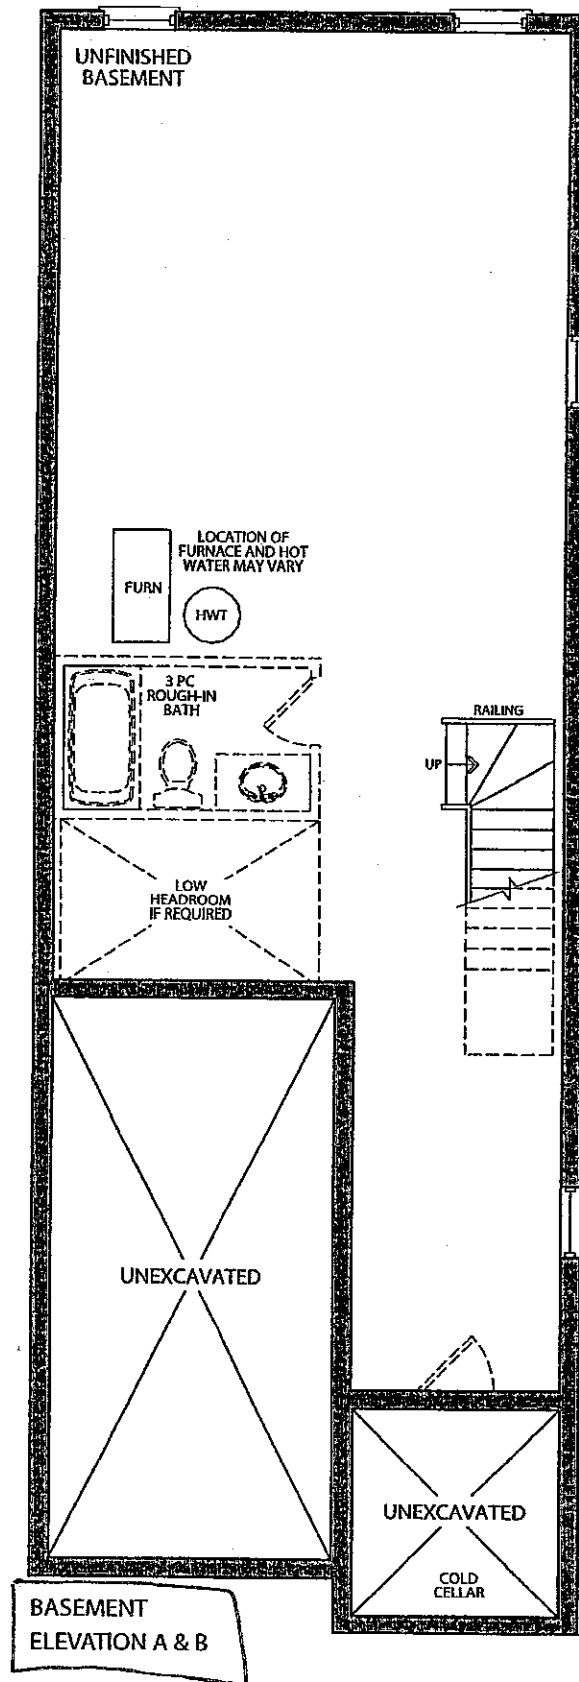 UNFINISHED
BASEMENT
LOCATION OF
FURNACE AND HOT
WATER MAY VARY
FURN
HWT
3 PC
ROUGH-IN
BATH
RAILING
UP
LOW
HEADROOM
IF REQUIRED
UNEXCAVATED
UNEXCAVATED
COLD
CELLAR
BASEMENT
ELEVATION A & B